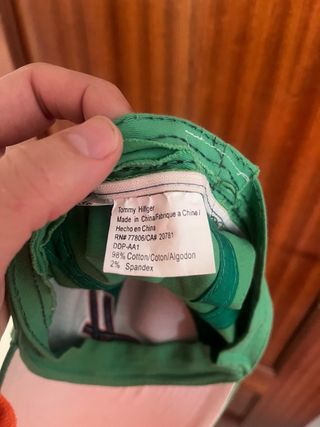 Tommy Hilfiger
Made in China/Fabrique a Chine /
Hecho en China
RN# 77806/CA# 20781
DDP-AA1
98% Cotton/Coton/Algodon
2% Spandex